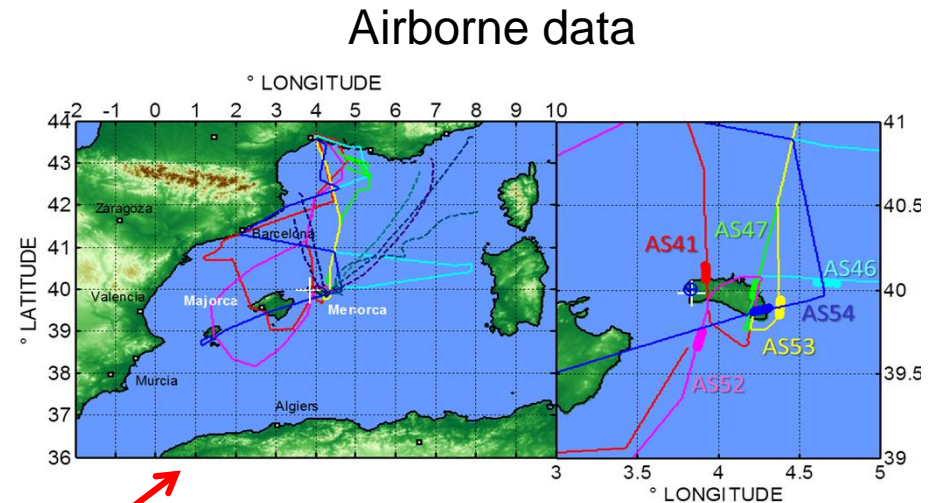 Airborne data
° LONGITUDE
-2 -1 0 1 2 3 4 5 6 7 8 9 10
44
43
42
41
40
39
38
37
36
° LATITUDE
Zaragoza
Barcelona
Valencia
Majorca
Menorca
Murcia
Algiers
41
40.5
40
39.5
39
AS41
AS47
AS46
AS54
AS53
AS52
3 3.5 4 4.5 5
° LONGITUDE